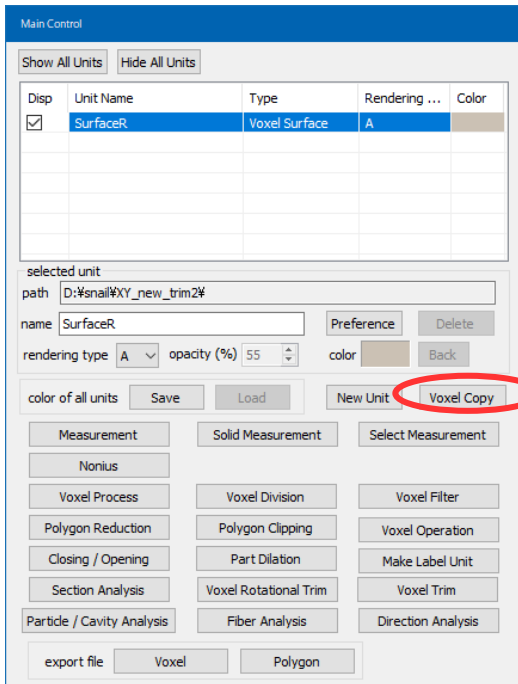 Main Control
Show All Units Hide All Units
Disp Unit Name Type Rendering ... Color
SurfaceR Voxel Surface A
selected unit
path D:¥snail¥XY_new_trim2¥
name SurfaceR Preference Delete
rendering type A opacity (%) 55 color Back
color of all units Save Load New Unit Voxel Copy
Measurement Solid Measurement Select Measurement
Nonius
Voxel Process Voxel Division Voxel Filter
Polygon Reduction Polygon Clipping Voxel Operation
Closing / Opening Part Dilation Make Label Unit
Section Analysis Voxel Rotational Trim Voxel Trim
Particle / Cavity Analysis Fiber Analysis Direction Analysis
export file Voxel Polygon